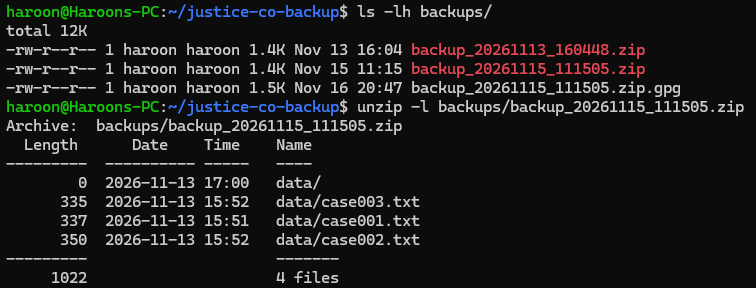 haroon@Haroons-PC:~/justice-co-backup$ ls -lh backups/
total 12K
-rw-r--r-- 1 haroon haroon 1.4K Nov 13 16:04 backup_20261113_160448.zip
-rw-r--r-- 1 haroon haroon 1.4K Nov 15 11:15 backup_20261115_111505.zip
-rw-r--r-- 1 haroon haroon 1.5K Nov 16 20:47 backup_20261115_111505.zip.gpg
haroon@Haroons-PC:~/justice-co-backup$ unzip -l backups/backup_20261115_111505.zip
Archive:  backups/backup_20261115_111505.zip
  Length      Date    Time    Name
---------  ---------- -----   ----
        0  2026-11-13 17:00   data/
      335  2026-11-13 15:52   data/case003.txt
      337  2026-11-13 15:51   data/case001.txt
      350  2026-11-13 15:52   data/case002.txt
---------                     -------
     1022                     4 files